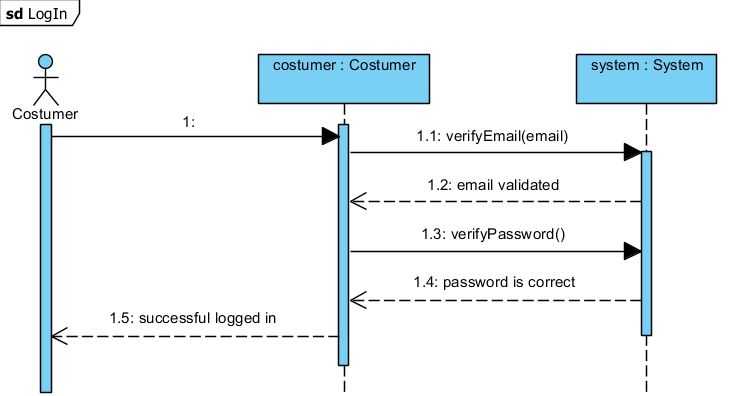 sd LogIn
costumer : Costumer
system : System
Costumer
1:
1.1: verifyEmail(email)
1.2: email validated
1.3: verifyPassword()
1.4: password is correct
1.5: successful logged in